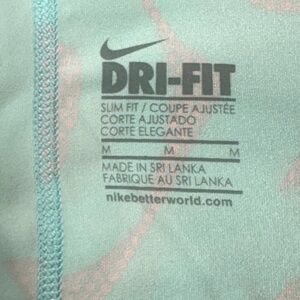 DRI-FIT
SLIM FIT / COUPE AJUSTÉE
CORTE AJUSTADO
CORTE ELEGANTE
M M M
MADE IN SRI LANKA
FABRIQUE AU SRI LANKA
nikebetterworld.com